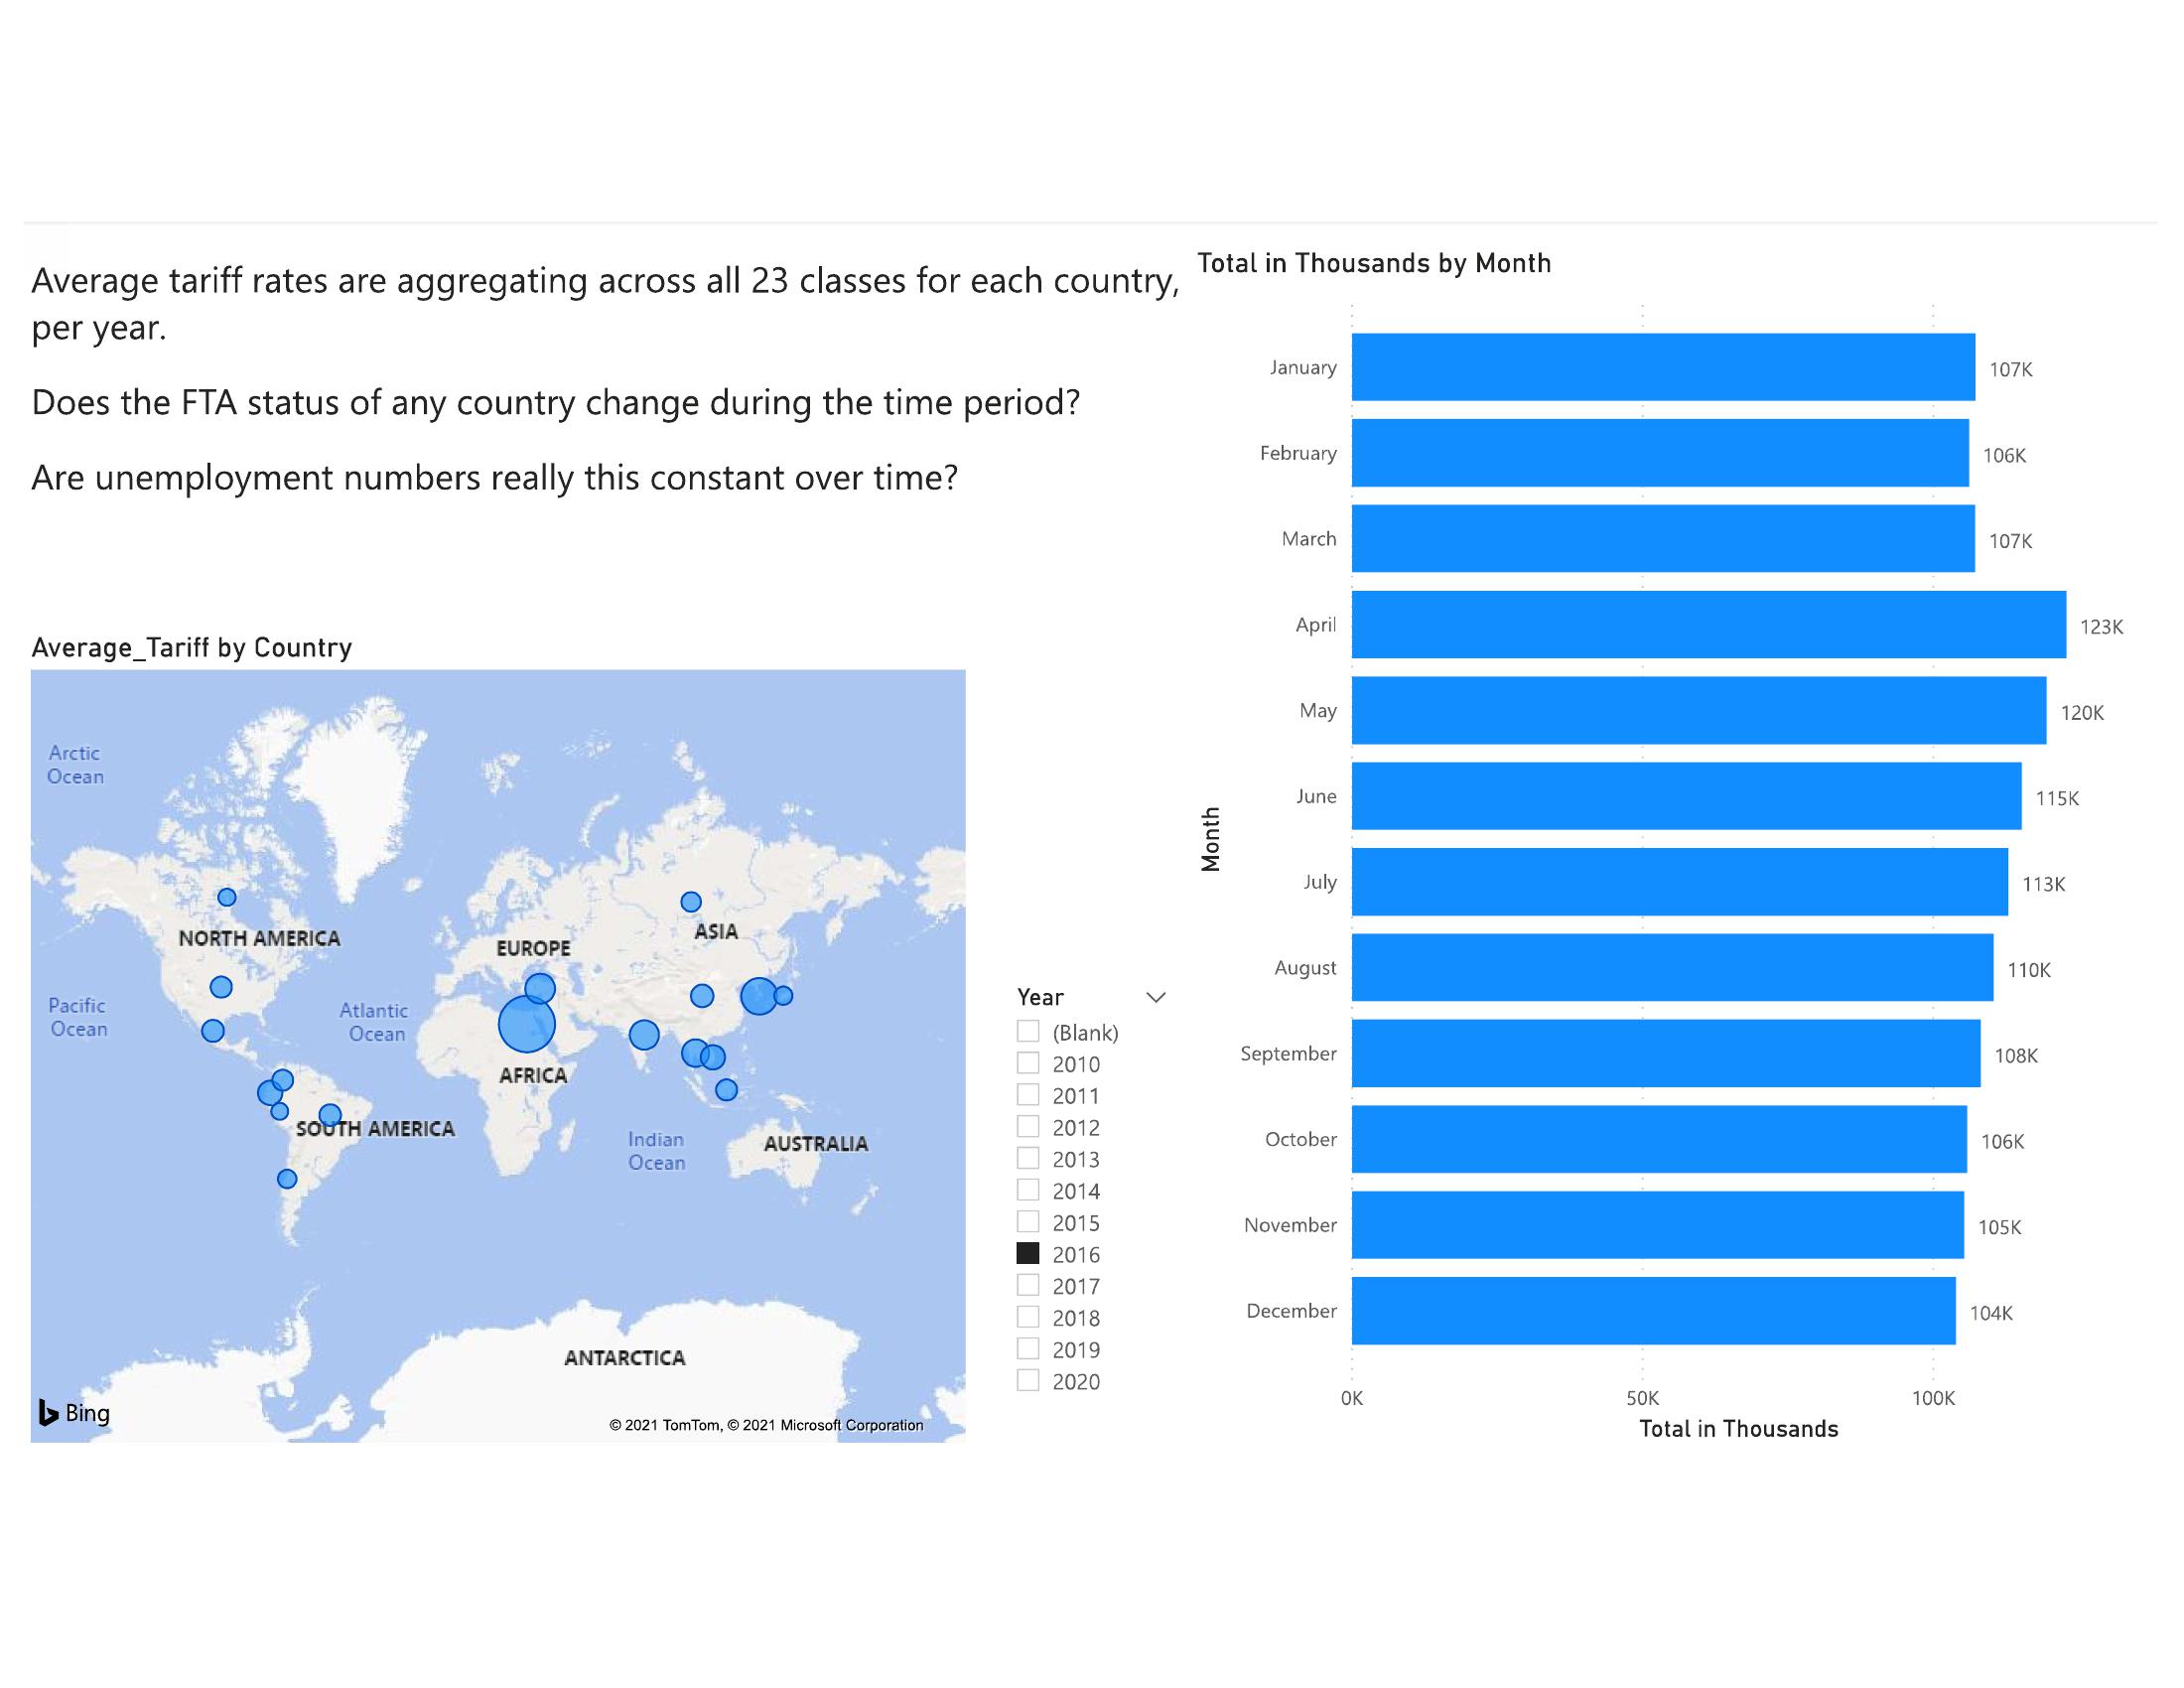 Average tariff rates are aggregating across all 23 classes for each country,
per year.
Does the FTA status of any country change during the time period?
Are unemployment numbers really this constant over time?
Average_Tariff by Country
Arctic
Ocean
NORTH AMERICA
EUROPE
ASIA
Pacific
Ocean
Atlantic
Ocean
AFRICA
SOUTH AMERICA
Indian
Ocean
AUSTRALIA
ANTARCTICA
Bing
© 2021 TomTom, © 2021 Microsoft Corporation
Year
(Blank)
2010
2011
2012
2013
2014
2015
2016
2017
2018
2019
2020
Total in Thousands by Month
Month
January 107K
February 106K
March 107K
April 123K
May 120K
June 115K
July 113K
August 110K
September 108K
October 106K
November 105K
December 104K
0K 50K 100K
Total in Thousands